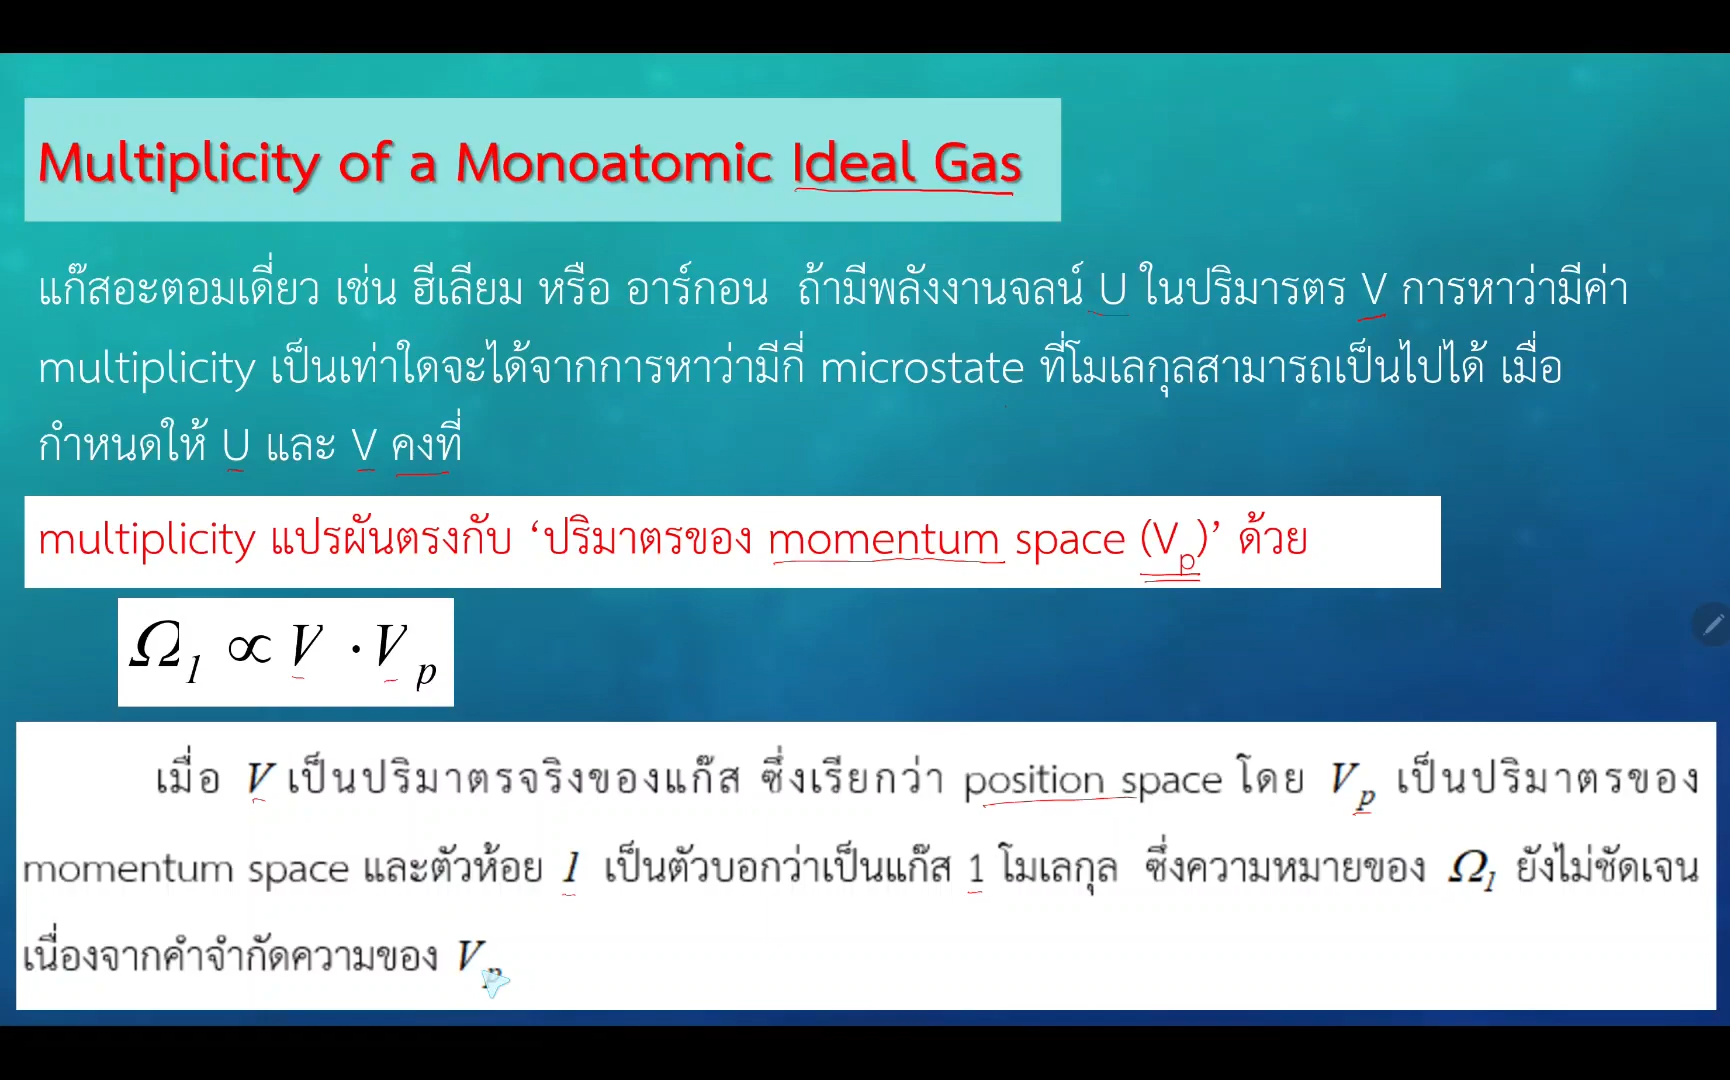 Multiplicity of a Monoatomic Ideal Gas
แก๊สอะตอมเดี่ยว เช่น ฮีเลียม หรือ อาร์กอน ถ้ามีพลังงานจลน์ U ในปริมารตร V การหาว่ามีค่า
multiplicity เป็นเท่าใดจะได้จากการหาว่ามีกี่ microstate ที่โมเลกุลสามารถเป็นไปได้ เมื่อ
กำหนดให้ U และ V คงที่
multiplicity แปรผันตรงกับ ‘ปริมาตรของ momentum space (Vp)’ ด้วย
Ω1 ∝ V · Vp
เมื่อ V เป็นปริมาตรจริงของแก๊ส ซึ่งเรียกว่า position space โดย Vp เป็นปริมาตรของ
momentum space และตัวห้อย 1 เป็นตัวบอกว่าเป็นแก๊ส 1 โมเลกุล ซึ่งความหมายของ Ω1 ยังไม่ชัดเจน
เนื่องจากคำจำกัดความของ Vp